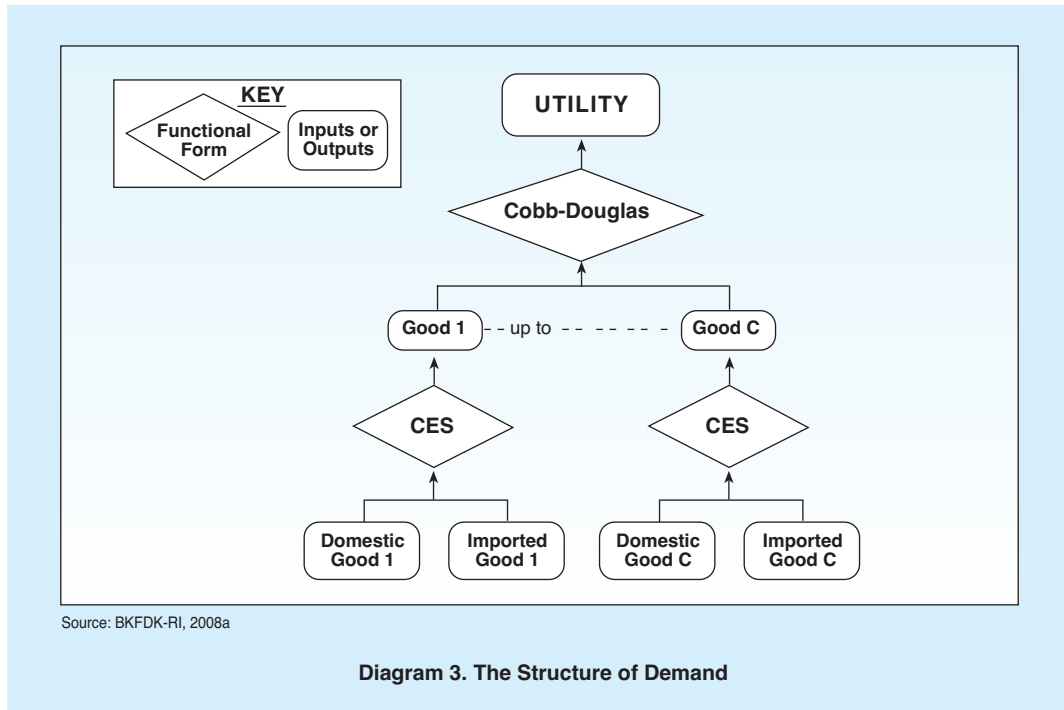 KEY
Functional
Form
Inputs or
Outputs
UTILITY
Cobb-Douglas
Good 1
up to
Good C
CES
CES
Domestic
Good 1
Imported
Good 1
Domestic
Good C
Imported
Good C
Source: BKFDK-RI, 2008a
Diagram 3. The Structure of Demand